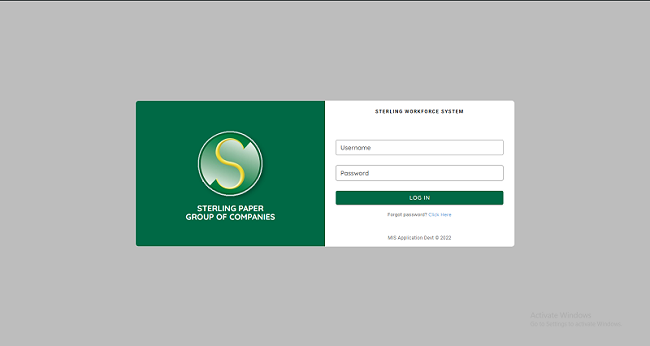 STERLING WORKFORCE SYSTEM
Username
Password
LOG IN
Forgot password? Click Here
MIS Application Devt © 2022
STERLING PAPER
GROUP OF COMPANIES
Activate Windows
Go to Settings to activate Windows.